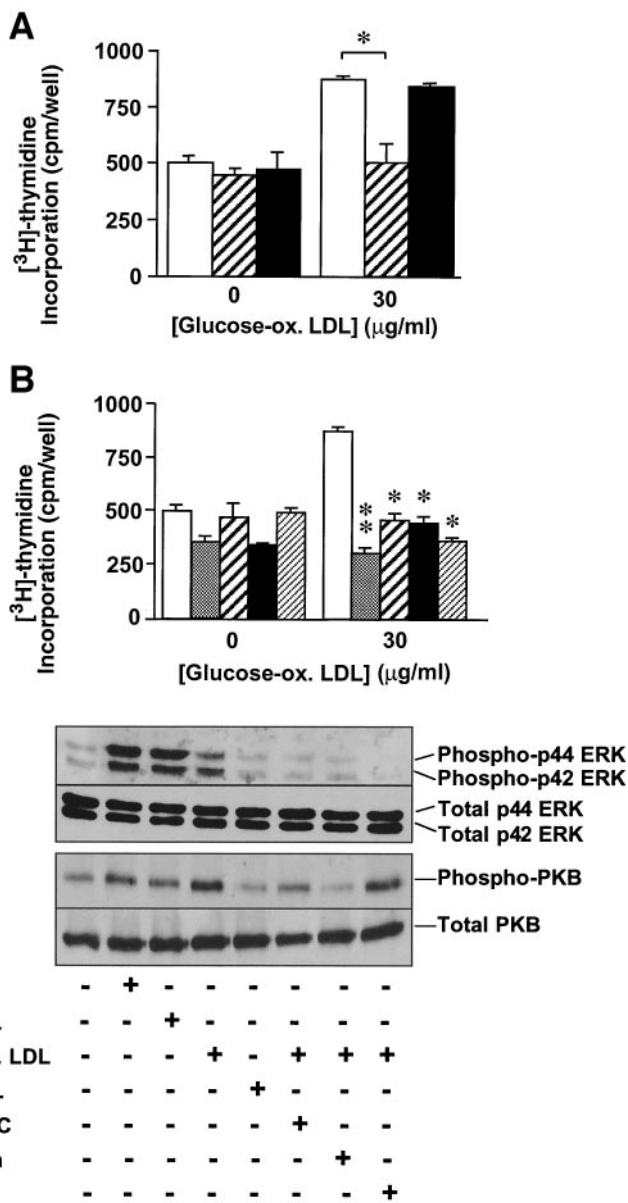 A
*
1000
750
500
250
0
[³H]-thymidine
Incorporation (cpm/well)
0 30
[Glucose-ox. LDL] (μg/ml)
B
1000
750
500
250
0
[³H]-thymidine
Incorporation (cpm/well)
* * * * *
0 30
[Glucose-ox. LDL] (μg/ml)
Phospho-p44 ERK
Phospho-p42 ERK
Total p44 ERK
Total p42 ERK
Phospho-PKB
Total PKB
- + - - - - - -
- - + - - - - -
LDL - - - + - + + +
- - - - + - - -
C - - - - - + - -
- - - - - - + -
- - - - - - - +